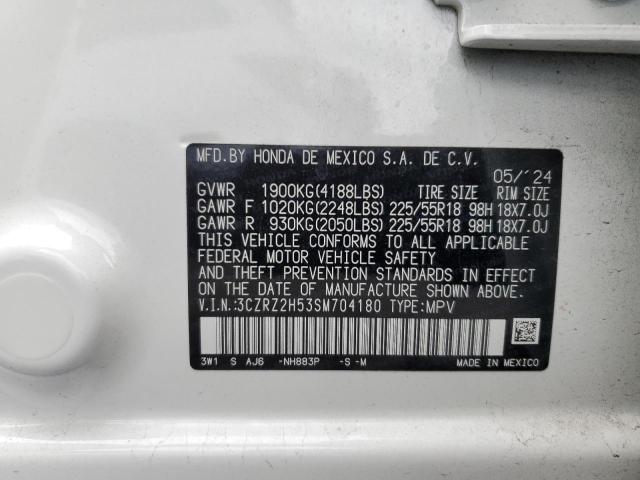 MFD.BY HONDA DE MEXICO S.A. DE C.V.
05/'24
GVWR 1900KG(4188LBS) TIRE SIZE RIM SIZE
GAWR F 1020KG(2248LBS) 225/55R18 98H 18X7.0J
GAWR R 930KG(2050LBS) 225/55R18 98H 18X7.0J
THIS VEHICLE CONFORMS TO ALL APPLICABLE
FEDERAL MOTOR VEHICLE SAFETY
AND THEFT PREVENTION STANDARDS IN EFFECT
ON THE DATE OF MANUFACTURE SHOWN ABOVE.
V.I.N.:3CZRZ2H53SM704180 TYPE:MPV
3W1 S AJ6 -NH883P -S-M MADE IN MEXICO